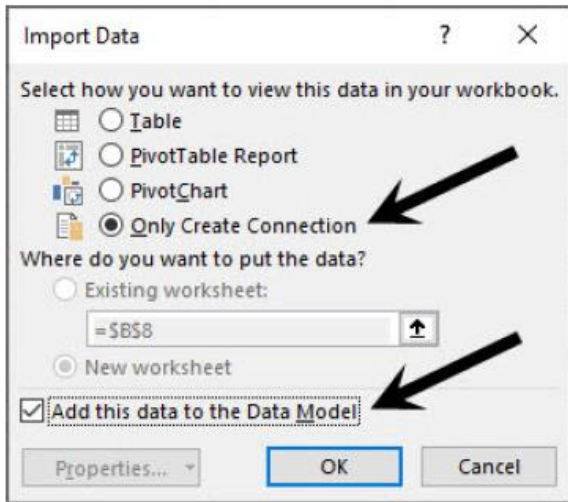 Import Data ?
Select how you want to view this data in your workbook.
Table
PivotTable Report
PivotChart
Only Create Connection
Where do you want to put the data?
Existing worksheet:
=$B$8
New worksheet
Add this data to the Data Model
Properties... OK Cancel